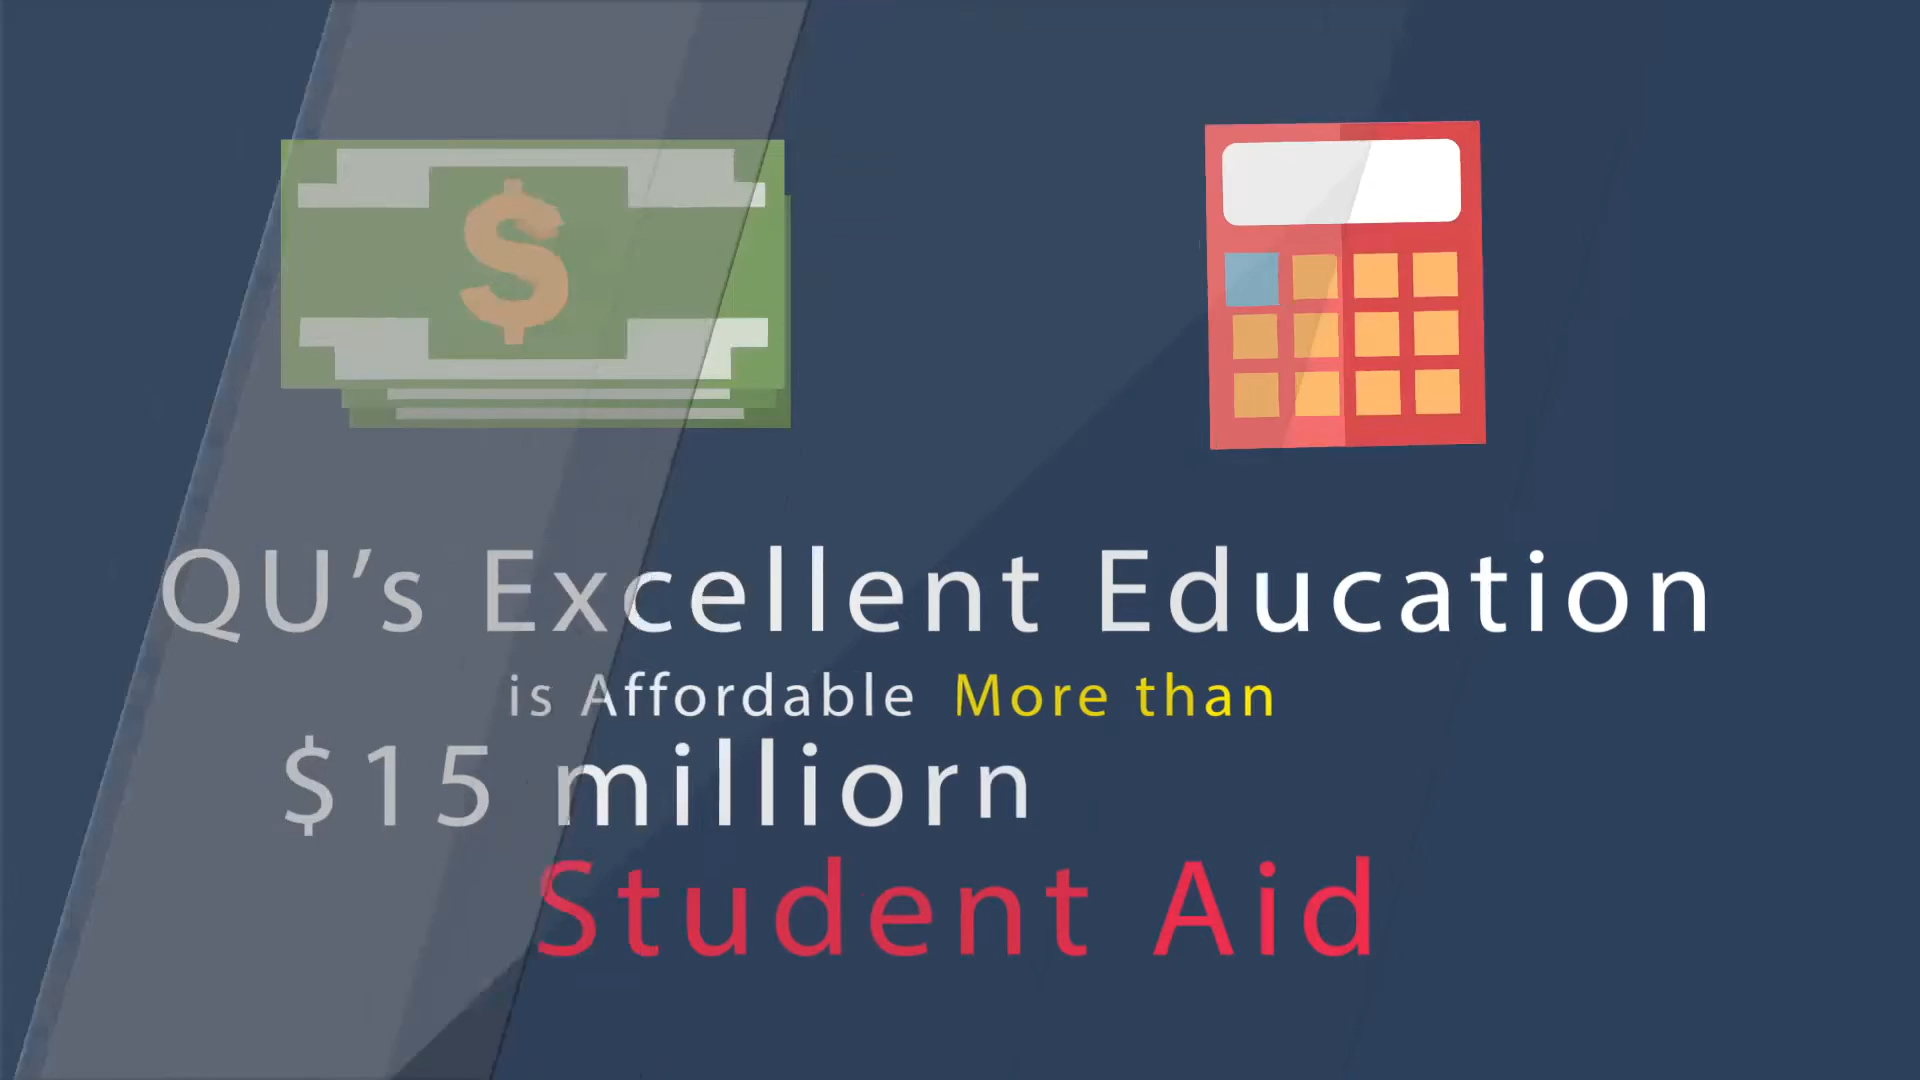 QU’s Excellent Education
is Affordable More than
$15 milliorn
Student Aid